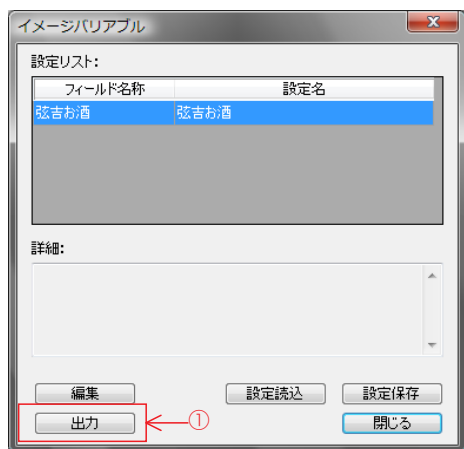 イメージバリアブル
設定リスト:
フィールド名称 設定名
弦吉お酒 弦吉お酒
詳細:
編集 設定読込 設定保存
出力 ① 閉じる